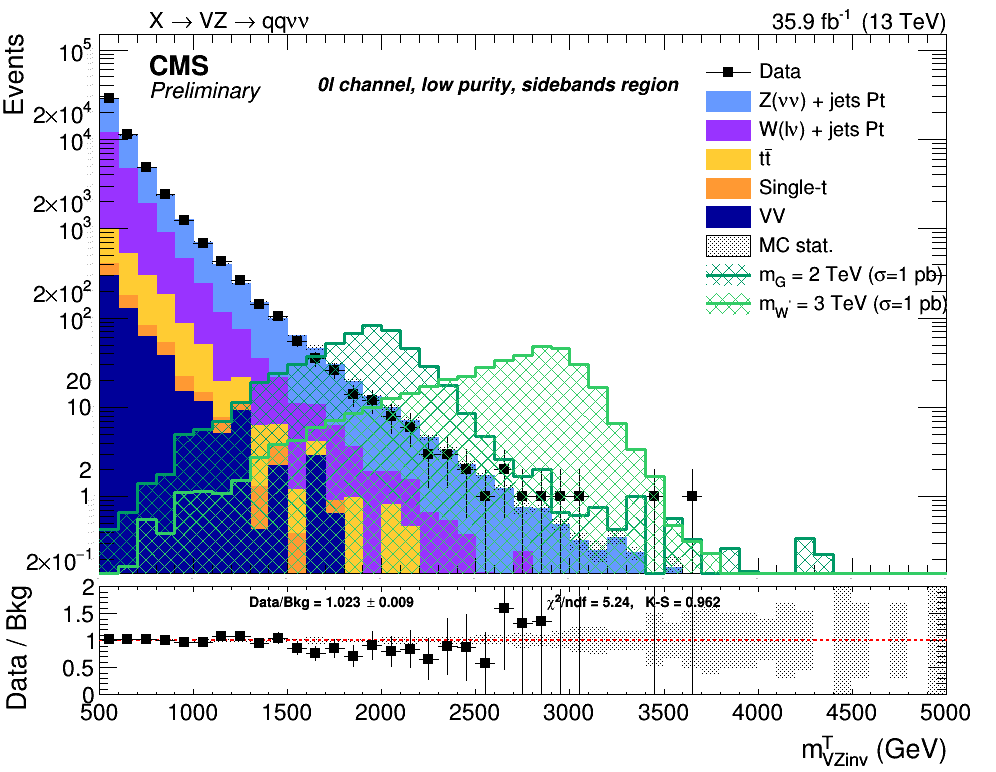 X → VZ → qqνν
35.9 fb⁻¹ (13 TeV)
Events
CMS
Preliminary
0l channel, low purity, sidebands region
Data
Z(νν) + jets Pt
W(lν) + jets Pt
tt̄
Single-t
VV
MC stat.
m_G = 2 TeV (σ=1 pb)
m_W' = 3 TeV (σ=1 pb)
10⁵
2×10⁴
10⁴
2×10³
10³
2×10²
10²
20
10
2
1
2×10⁻¹
Data / Bkg
Data/Bkg = 1.023 ± 0.009
χ²/ndf = 5.24, K-S = 0.962
2
1.5
1
0.5
0
500 1000 1500 2000 2500 3000 3500 4000 4500 5000
m^T_VZinv (GeV)